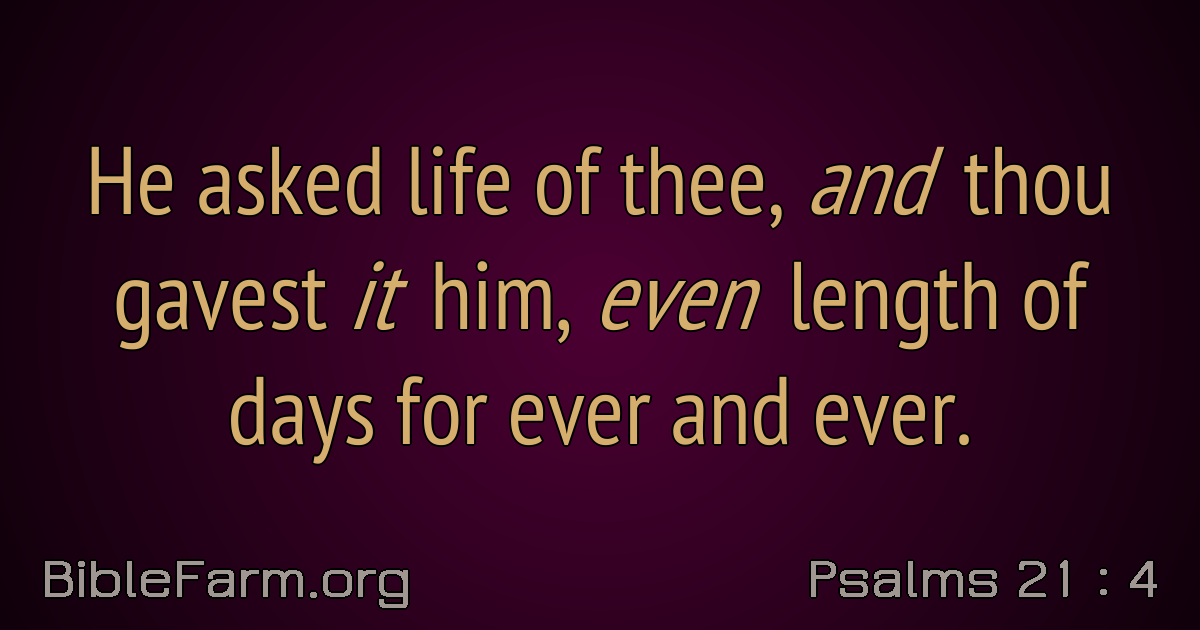 He asked life of thee, and thou
gavest it him, even length of
days for ever and ever.
BibleFarm.org
Psalms 21 : 4